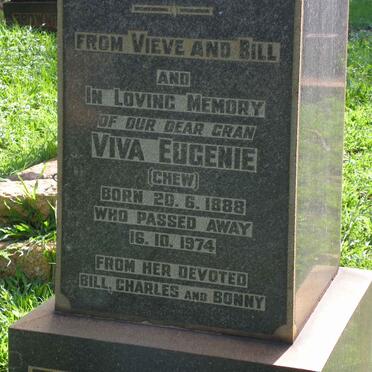 FROM VIEVE AND BILL
AND
IN LOVING MEMORY
OF OUR DEAR GRAN
VIVA EUGENIE
(CHEW)
BORN 20. 6. 1888
WHO PASSED AWAY
16. 10. 1974
FROM HER DEVOTED
BILL, CHARLES AND BONNY